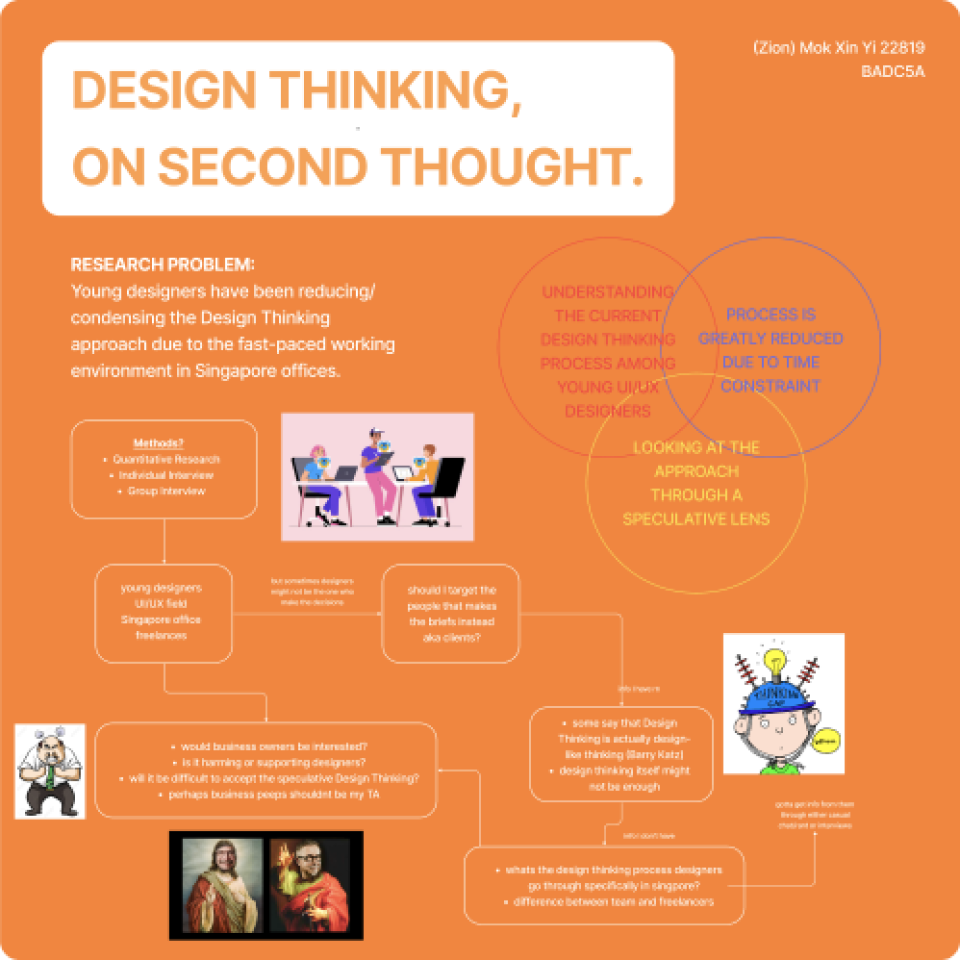 (Zion) Mok Xin Yi 22819
BADC5A
DESIGN THINKING,
ON SECOND THOUGHT.
RESEARCH PROBLEM:
Young designers have been reducing/
condensing the Design Thinking
approach due to the fast-paced working
environment in Singapore offices.
UNDERSTANDING
THE CURRENT
DESIGN THINKING
PROCESS AMONG
YOUNG UI/UX
DESIGNERS
PROCESS IS
GREATLY REDUCED
DUE TO TIME
CONSTRAINT
LOOKING AT THE
APPROACH
THROUGH A
SPECULATIVE LENS
Methods?
• Quantitative Research
• Individual Interview
• Group Interview
young designers
UI/UX field
Singapore office
freelances
but sometimes designers
might not be the one who
make the decisions
should I target the
people that makes
the briefs instead
aka clients?
info I have rn
• some say that Design
Thinking is actually design-
like thinking (Barry Katz)
• design thinking itself might
not be enough
THINKING
CAP
• would business owners be interested?
• is it harming or supporting designers?
• will it be difficult to accept the speculative Design Thinking?
• perhaps business peeps shouldnt be my TA
info I don't have
• whats the design thinking process designers
go through specifically in singpore?
• difference between team and freelancers
gotta get info from them
through either casual
chats/ard or interviews